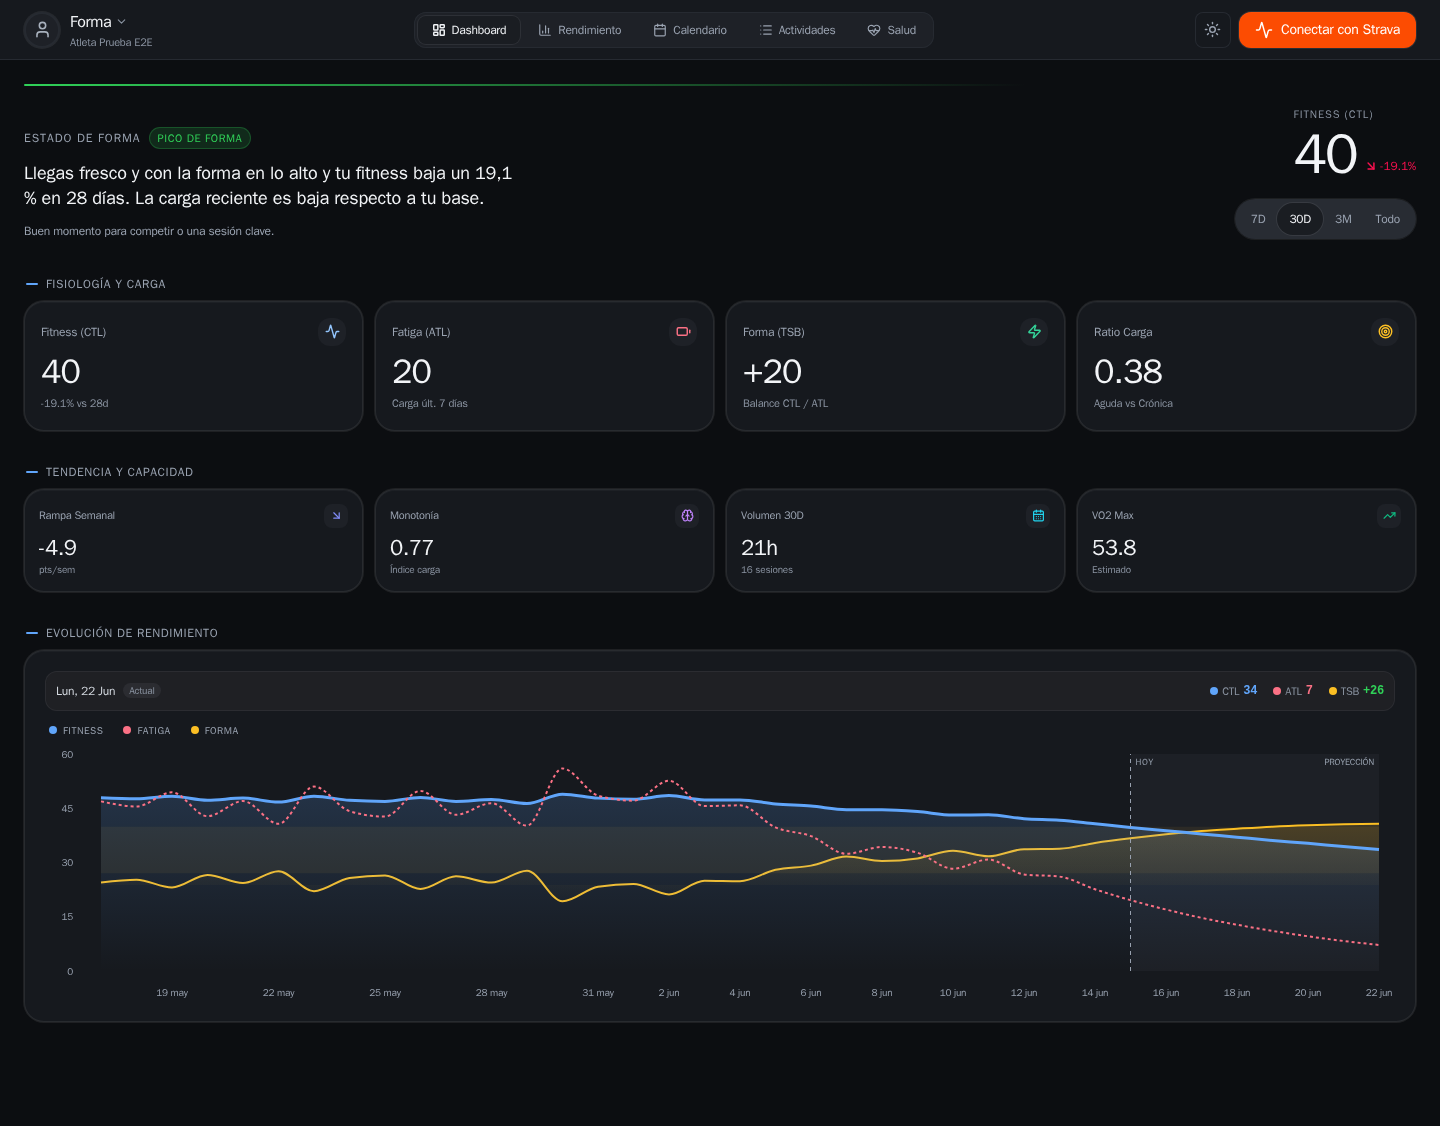 Forma
Atleta Prueba E2E
Dashboard
Rendimiento
Calendario
Actividades
Salud
Conectar con Strava
ESTADO DE FORMA
PICO DE FORMA
Llegas fresco y con la forma en lo alto y tu fitness baja un 19,1
% en 28 días. La carga reciente es baja respecto a tu base.
Buen momento para competir o una sesión clave.
FITNESS (CTL)
40
-19.1%
7D
30D
3M
Todo
FISIOLOGÍA Y CARGA
Fitness (CTL)
40
-19.1% vs 28d
Fatiga (ATL)
20
Carga últ. 7 días
Forma (TSB)
+20
Balance CTL / ATL
Ratio Carga
0.38
Aguda vs Crónica
TENDENCIA Y CAPACIDAD
Rampa Semanal
-4.9
pts/sem
Monotonía
0.77
Índice carga
Volumen 30D
21h
16 sesiones
VO2 Max
53.8
Estimado
EVOLUCIÓN DE RENDIMIENTO
Lun, 22 Jun
Actual
CTL 34
ATL 7
TSB +26
FITNESS
FATIGA
FORMA
60
45
30
15
0
HOY
PROYECCIÓN
19 may
22 may
25 may
28 may
31 may
2 jun
4 jun
6 jun
8 jun
10 jun
12 jun
14 jun
16 jun
18 jun
20 jun
22 jun